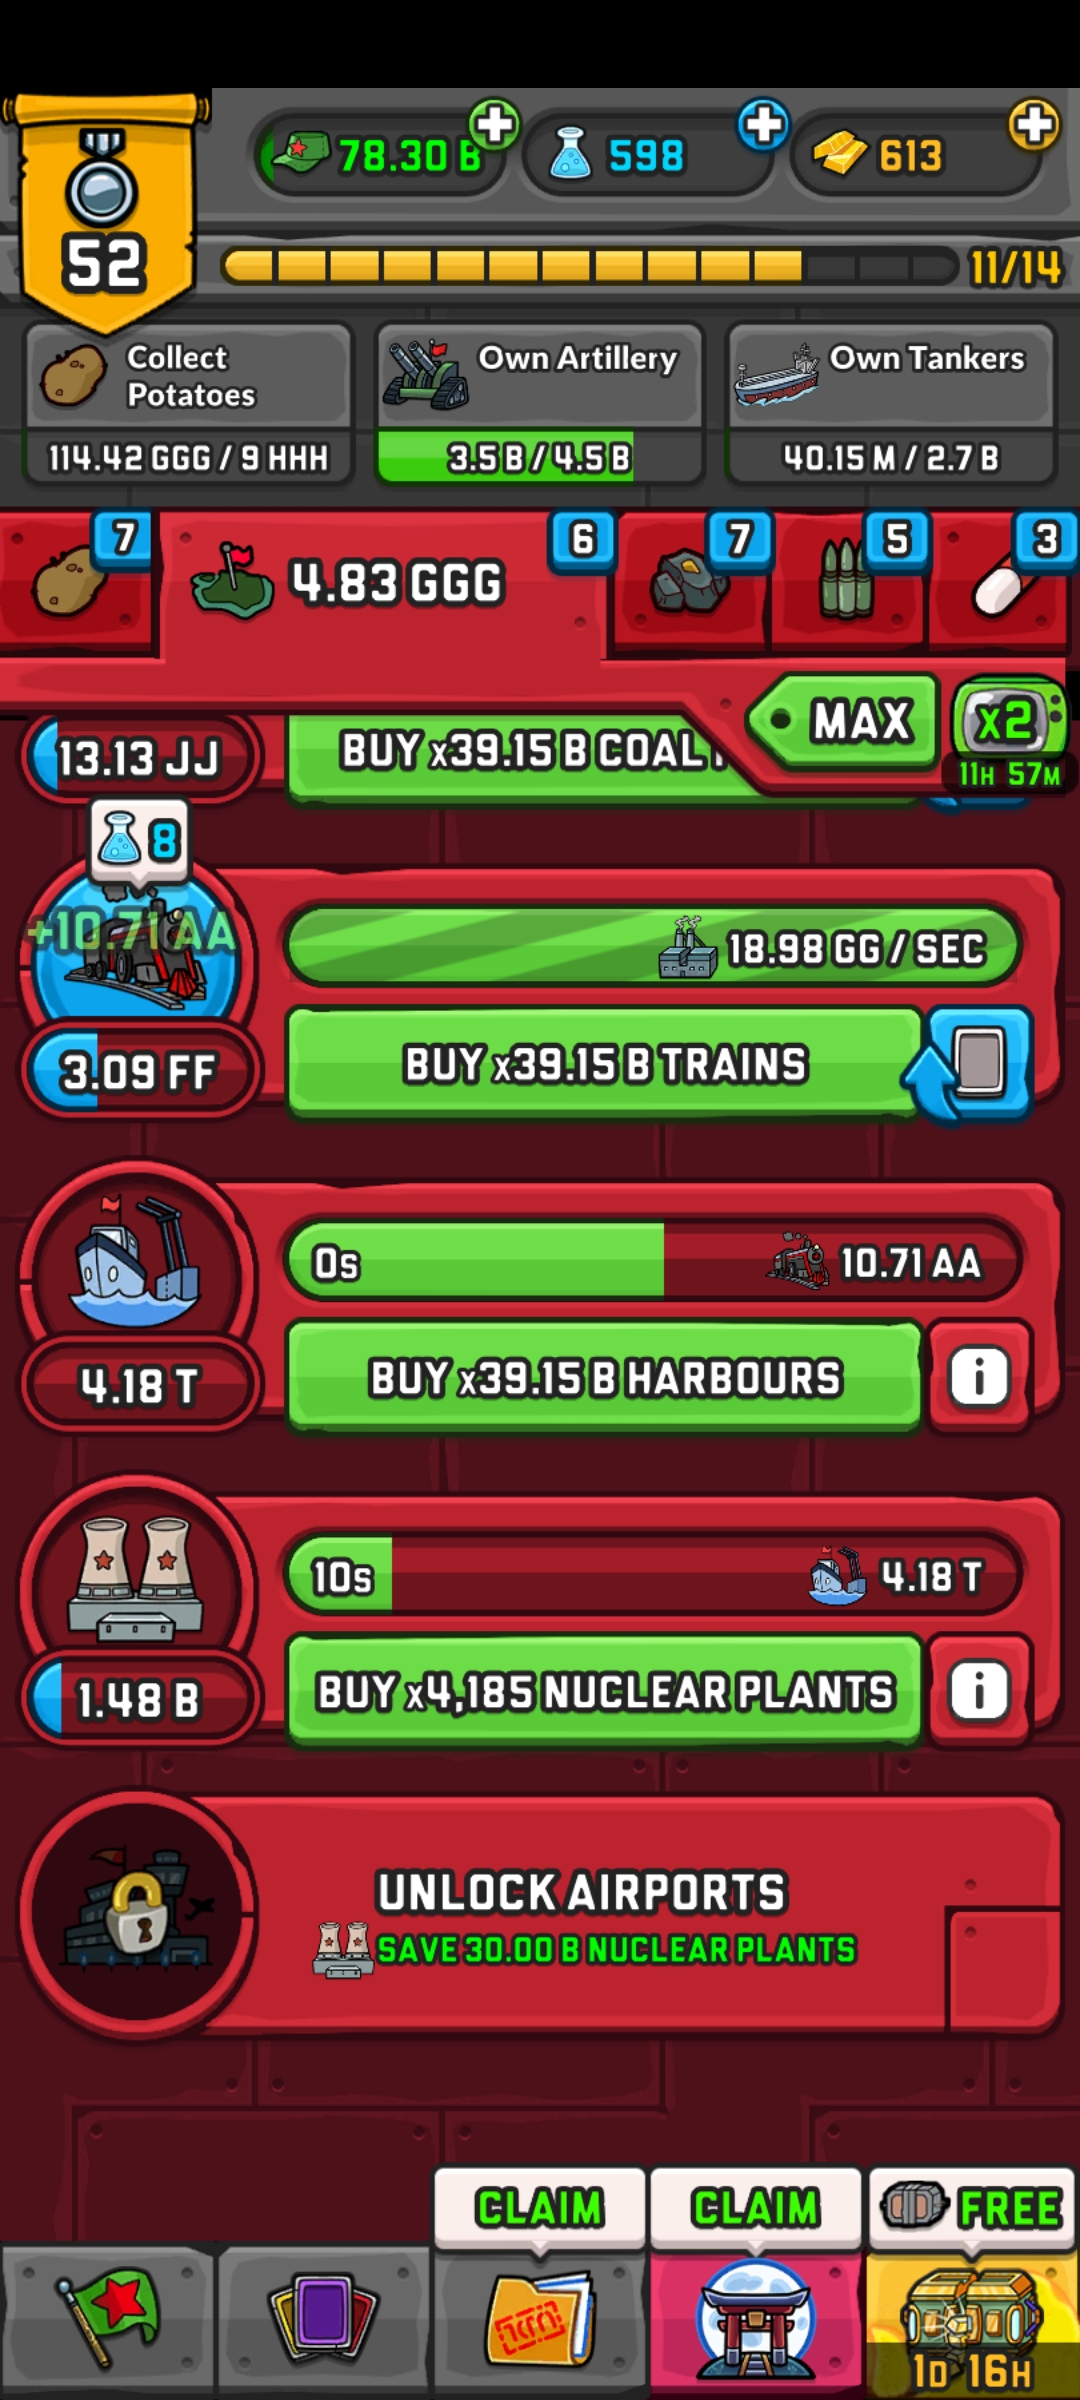 78.30 B
598
613
52
11/14
Collect
Potatoes
114.42 GGG / 9 HHH
Own Artillery
3.5 B / 4.5 B
Own Tankers
40.15 M / 2.7 B
7
4.83 GGG
6
7
5
3
MAX
x2
11H 57M
13.13 JJ
BUY x39.15 B COAL
8
+10.71 AA
18.98 GG / SEC
3.09 FF
BUY x39.15 B TRAINS
0s
10.71 AA
4.18 T
BUY x39.15 B HARBOURS
i
10s
4.18 T
1.48 B
BUY x4,185 NUCLEAR PLANTS
i
UNLOCK AIRPORTS
SAVE 30.00 B NUCLEAR PLANTS
CLAIM
CLAIM
FREE
1D 16H